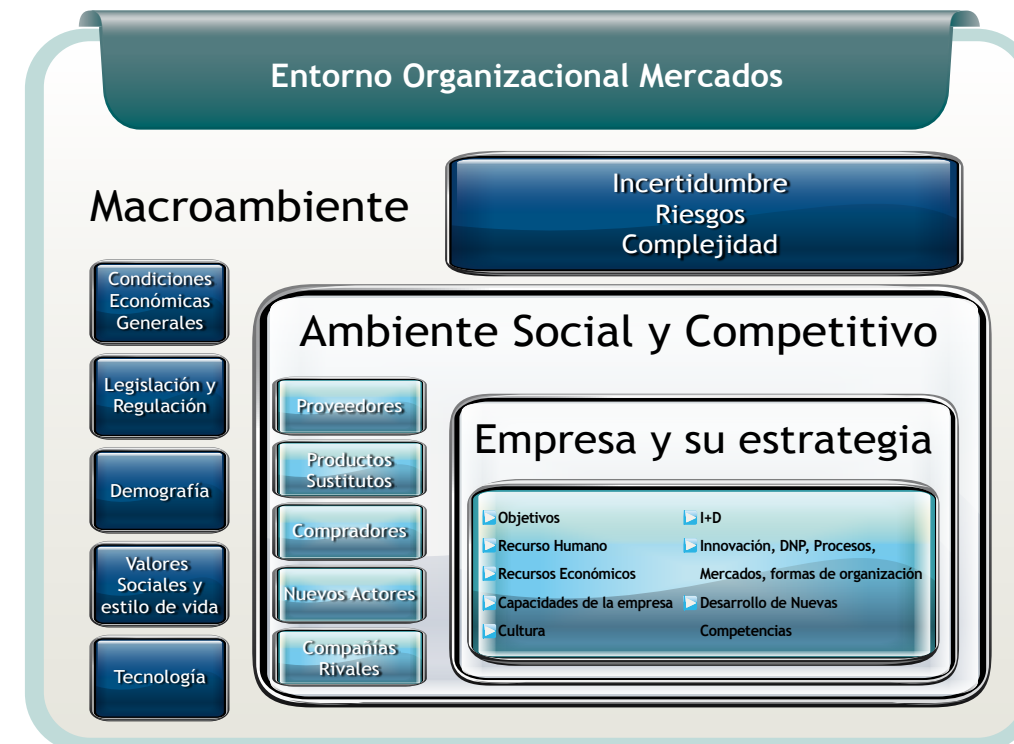 Entorno Organizacional Mercados
Macroambiente
Incertidumbre
Riesgos
Complejidad
Condiciones
Económicas
Generales
Legislación y
Regulación
Demografía
Valores
Sociales y
estilo de vida
Tecnología
Ambiente Social y Competitivo
Proveedores
Productos
Sustitutos
Compradores
Nuevos Actores
Compañías
Rivales
Empresa y su estrategia
Objetivos
Recurso Humano
Recursos Económicos
Capacidades de la empresa
Cultura
I+D
Innovación, DNP, Procesos,
Mercados, formas de organización
Desarrollo de Nuevas
Competencias